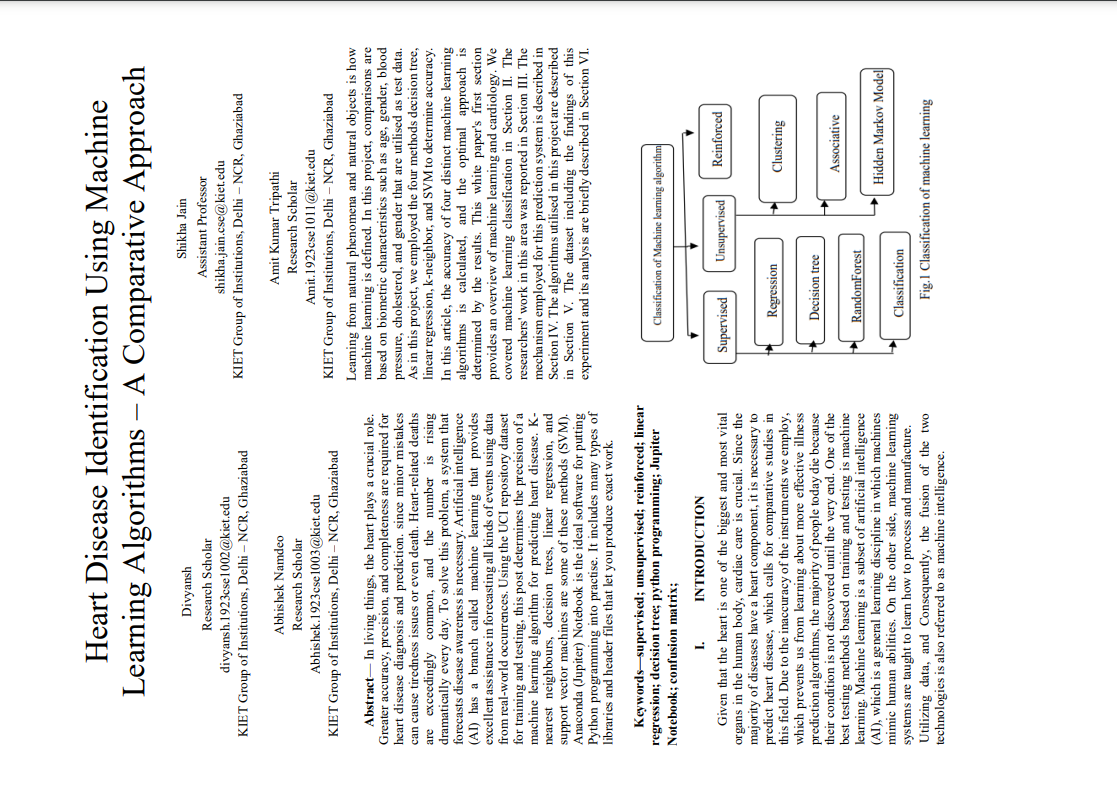 Heart Disease Identification Using Machine
Learning Algorithms – A Comparative Approach
Divyansh
Research Scholar
divyansh.1923cse1002@kiet.edu
KIET Group of Institutions, Delhi – NCR, Ghaziabad
Abhishek Namdeo
Research Scholar
Abhishek.1923cse1003@kiet.edu
KIET Group of Institutions, Delhi – NCR, Ghaziabad
Shikha Jain
Assistant Professor
shikha.jain.cse@kiet.edu
KIET Group of Institutions, Delhi – NCR, Ghaziabad
Amit Kumar Tripathi
Research Scholar
Amit.1923cse1011@kiet.edu
KIET Group of Institutions, Delhi – NCR, Ghaziabad
Abstract— In living things, the heart plays a crucial role.
Greater accuracy, precision, and completeness are required for
heart disease diagnosis and prediction. since minor mistakes
can cause tiredness issues or even death. Heart-related deaths
are exceedingly common, and the number is rising
dramatically every day. To solve this problem, a system that
forecasts disease awareness is necessary. Artificial intelligence
(AI) has a branch called machine learning that provides
excellent assistance in forecasting all kinds of events using data
from real-world occurrences. Using the UCI repository dataset
for training and testing, this post determines the precision of a
machine learning algorithm for predicting heart disease. K-
nearest neighbours, decision trees, linear regression, and
support vector machines are some of these methods (SVM).
Anaconda (Jupiter) Notebook is the ideal software for putting
Python programming into practise. It includes many types of
libraries and header files that let you produce exact work.
Keywords—supervised; unsupervised; reinforced; linear
regression; decision tree; python programming; Jupiter
Notebook; confusion matrix;
I. INTRODUCTION
Given that the heart is one of the biggest and most vital
organs in the human body, cardiac care is crucial. Since the
majority of diseases have a heart component, it is necessary to
predict heart disease, which calls for comparative studies in
this field. Due to the inaccuracy of the instruments we employ,
which prevents us from learning about more effective illness
prediction algorithms, the majority of people today die because
their condition is not discovered until the very end. One of the
best testing methods based on training and testing is machine
learning. Machine learning is a subset of artificial intelligence
(AI), which is a general learning discipline in which machines
mimic human abilities. On the other side, machine learning
systems are taught to learn how to process and manufacture.
Utilizing data, and Consequently, the fusion of the two
technologies is also referred to as machine intelligence.
Learning from natural phenomena and natural objects is how
machine learning is defined. In this project, comparisons are
based on biometric characteristics such as age, gender, blood
pressure, cholesterol, and gender that are utilised as test data.
As in this project, we employed the four methods decision tree,
linear regression, k-neighbor, and SVM to determine accuracy.
In this article, the accuracy of four distinct machine learning
algorithms is calculated, and the optimal approach is
determined by the results. This white paper's first section
provides an overview of machine learning and cardiology. We
covered machine learning classification in Section II. The
researchers' work in this area was reported in Section III. The
mechanism employed for this prediction system is described in
Section IV. The algorithms utilised in this project are described
in Section V. The dataset including the findings of this
experiment and its analysis are briefly described in Section VI.
Classification of Machine learning algorithm
Supervised
Unsupervised
Reinforced
Regression
Decision tree
RandomForest
Classification
Clustering
Associative
Hidden Markov Model
Fig.1 Classification of machine learning